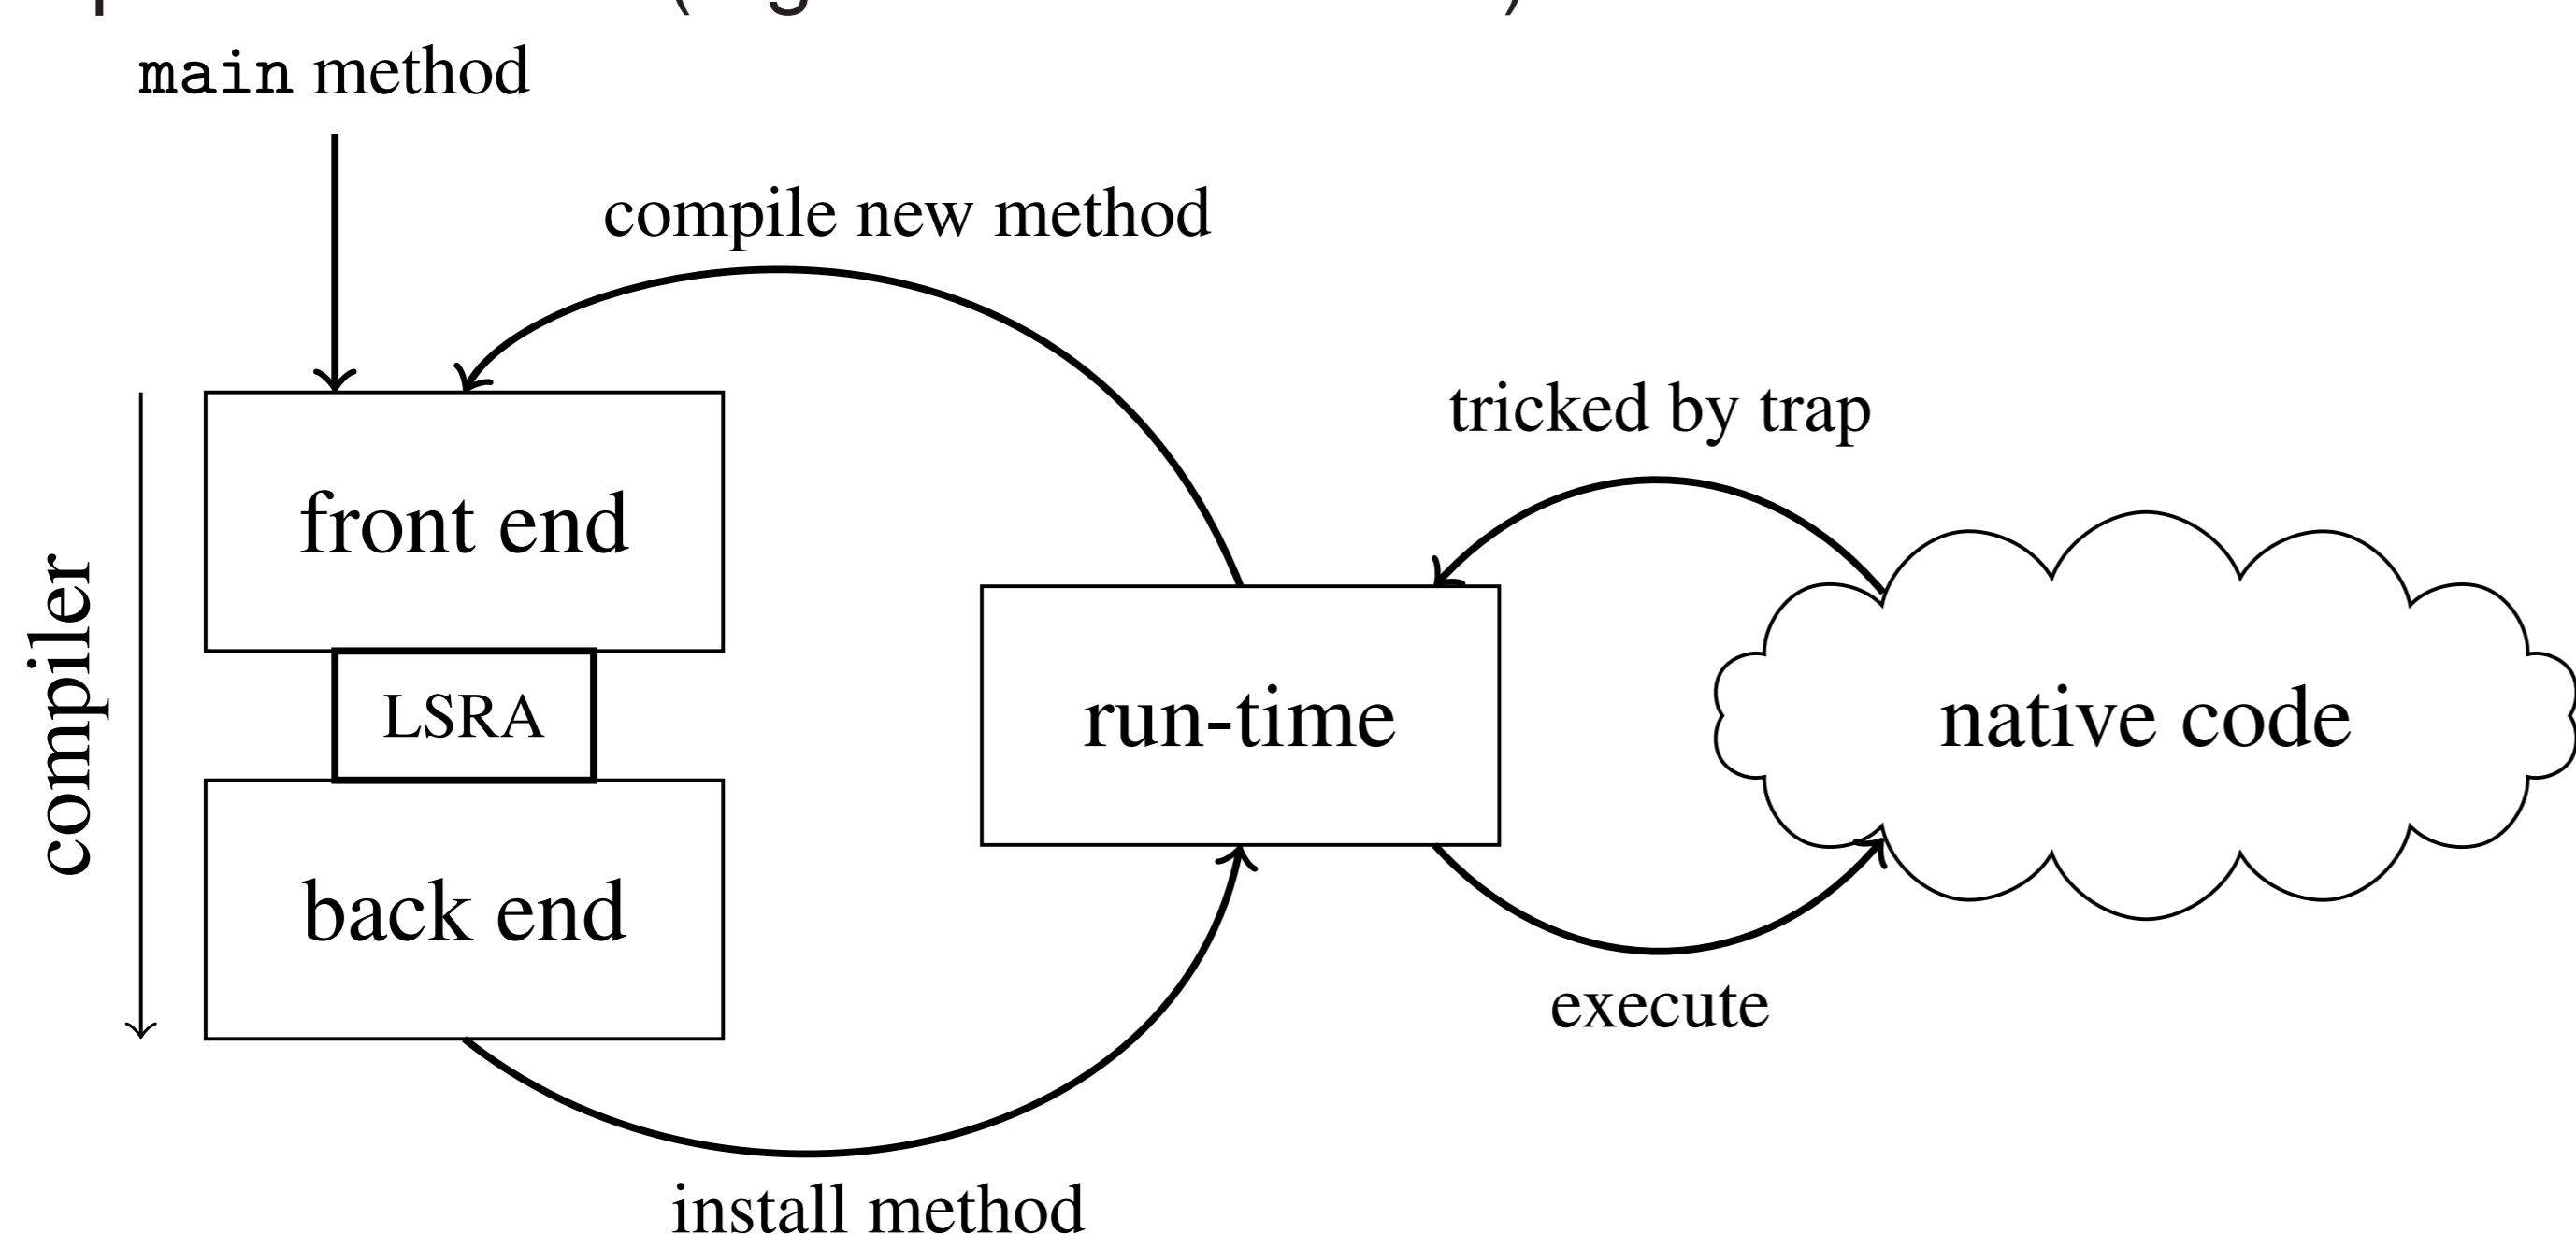 main method
compile new method
tricked by trap
front end
compiler
LSRA
run-time
native code
back end
execute
install method